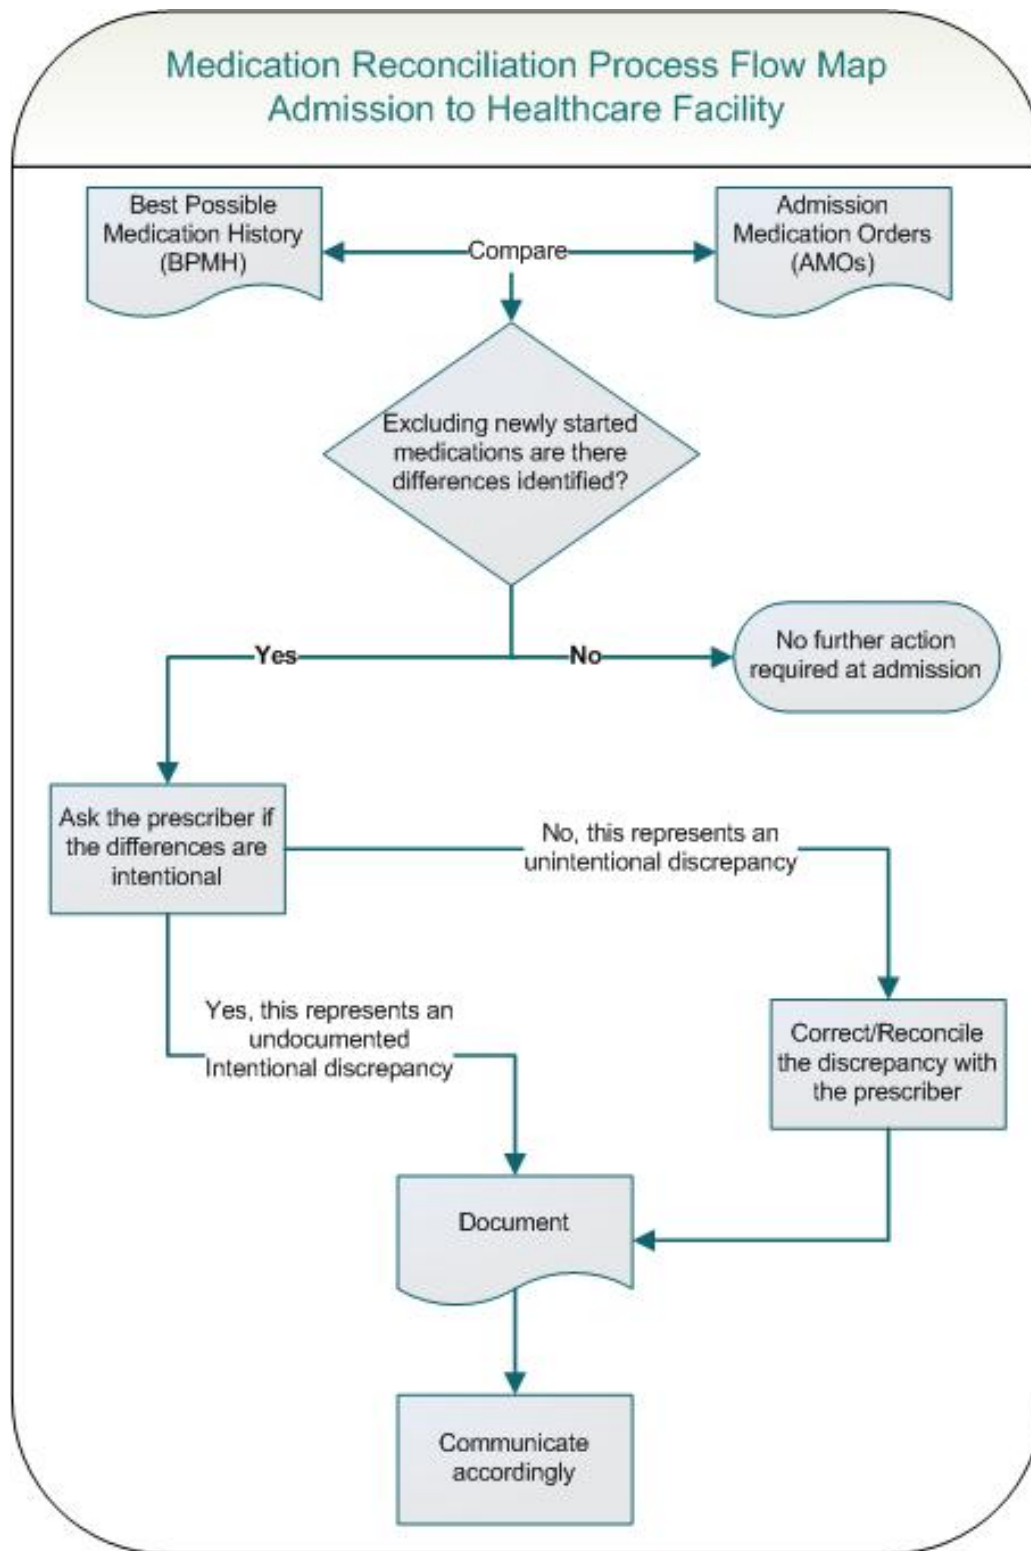 Medication Reconciliation Process Flow Map
Admission to Healthcare Facility
Best Possible
Medication History
(BPMH)
Compare
Admission
Medication Orders
(AMOs)
Excluding newly started
medications are there
differences identified?
Yes
No
No further action
required at admission
Ask the prescriber if
the differences are
intentional
No, this represents an
unintentional discrepancy
Yes, this represents an
undocumented
Intentional discrepancy
Correct/Reconcile
the discrepancy with
the prescriber
Document
Communicate
accordingly